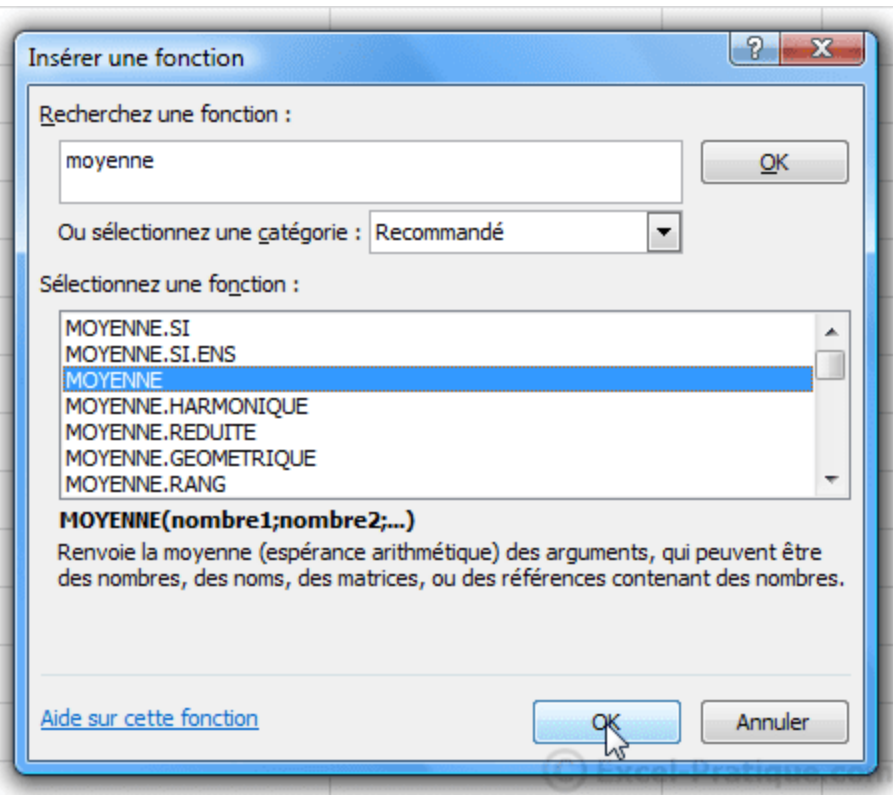 Insérer une fonction
Recherchez une fonction :
moyenne
OK
Ou sélectionnez une catégorie : Recommandé
Sélectionnez une fonction :
MOYENNE.SI
MOYENNE.SI.ENS
MOYENNE
MOYENNE.HARMONIQUE
MOYENNE.REDUITE
MOYENNE.GEOMETRIQUE
MOYENNE.RANG
MOYENNE(nombre1;nombre2;...)
Renvoie la moyenne (espérance arithmétique) des arguments, qui peuvent être
des nombres, des noms, des matrices, ou des références contenant des nombres.
Aide sur cette fonction
OK
Annuler
© Excel-Pratique.com